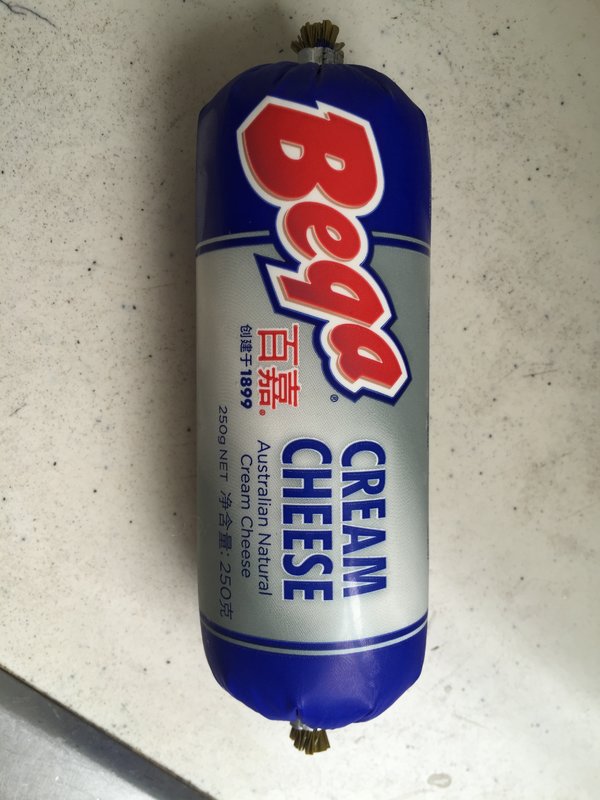 Bega
百嘉®
创建于1899
CREAM
CHEESE
Australian Natural
Cream Cheese
250g NET 净含量: 250克